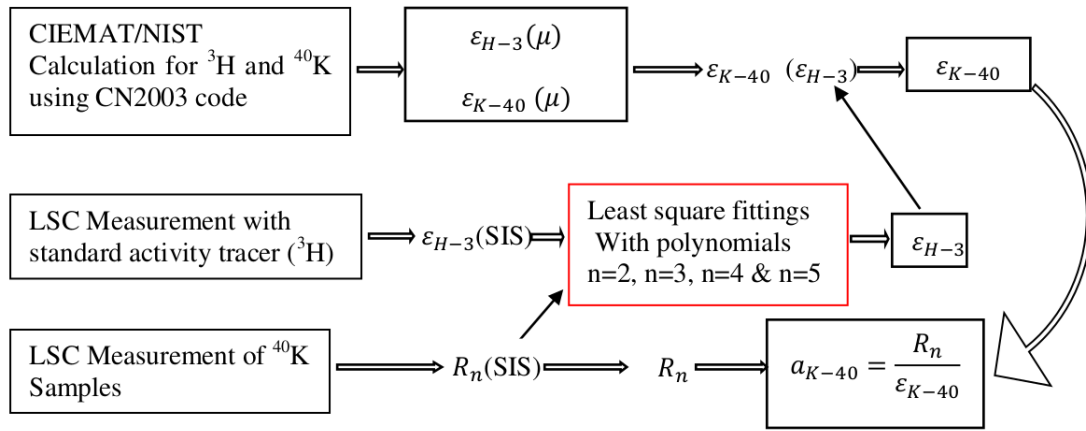 CIEMAT/NIST
Calculation for ³H and ⁴⁰K
using CN2003 code
ε_{H−3}(μ)
ε_{K−40} (μ)
ε_{K−40} (ε_{H−3})
ε_{K−40}
LSC Measurement with
standard activity tracer (³H)
ε_{H−3}(SIS)
Least square fittings
With polynomials
n=2, n=3, n=4 & n=5
ε_{H−3}
LSC Measurement of ⁴⁰K
Samples
R_n(SIS)
R_n
a_{K−40} = R_n / ε_{K−40}